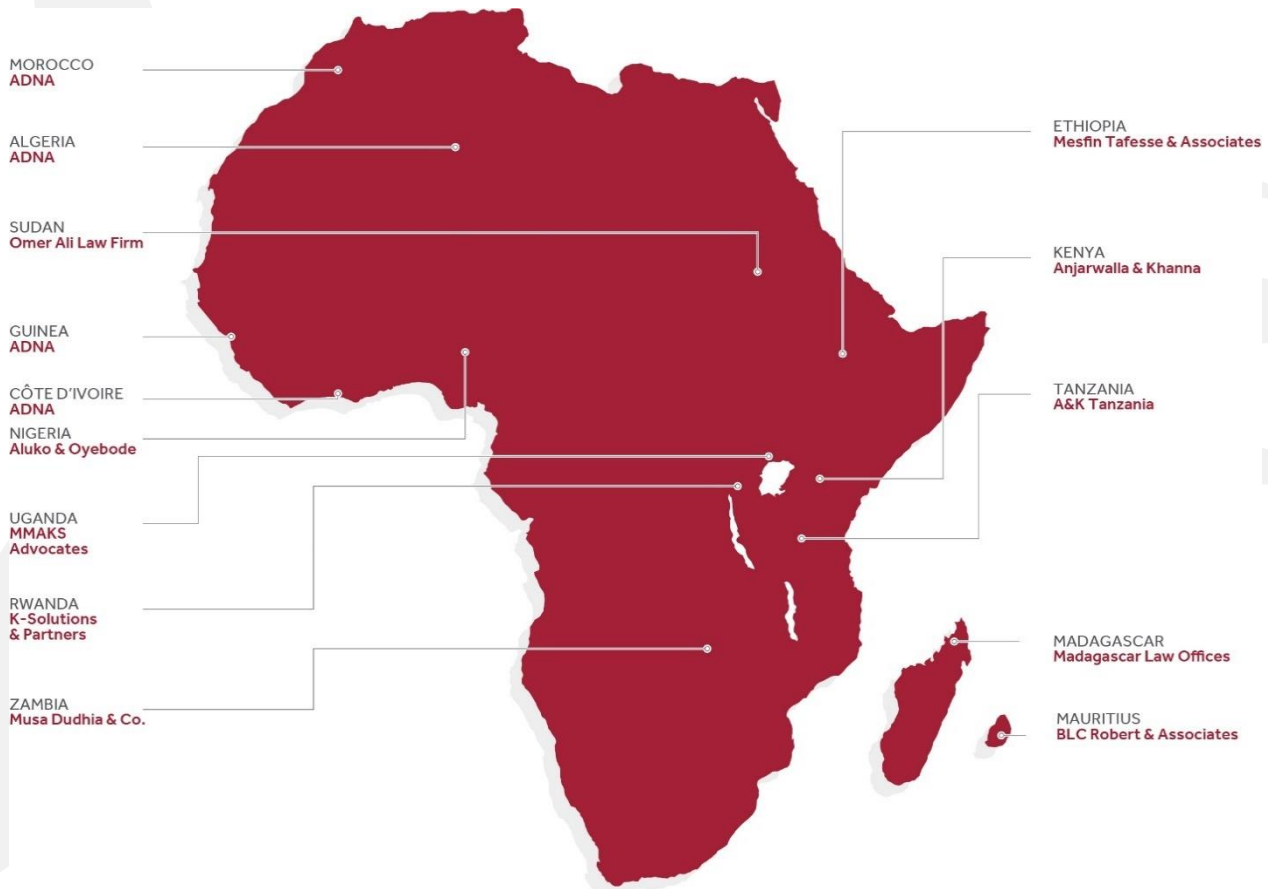 MOROCCO
ADNA
ALGERIA
ADNA
SUDAN
Omer Ali Law Firm
GUINEA
ADNA
CÔTE D'IVOIRE
ADNA
NIGERIA
Aluko & Oyebode
UGANDA
MMAKS
Advocates
RWANDA
K-Solutions
& Partners
ZAMBIA
Musa Dudhia & Co.
ETHIOPIA
Mesfin Tafesse & Associates
KENYA
Anjarwalla & Khanna
TANZANIA
A&K Tanzania
MADAGASCAR
Madagascar Law Offices
MAURITIUS
BLC Robert & Associates